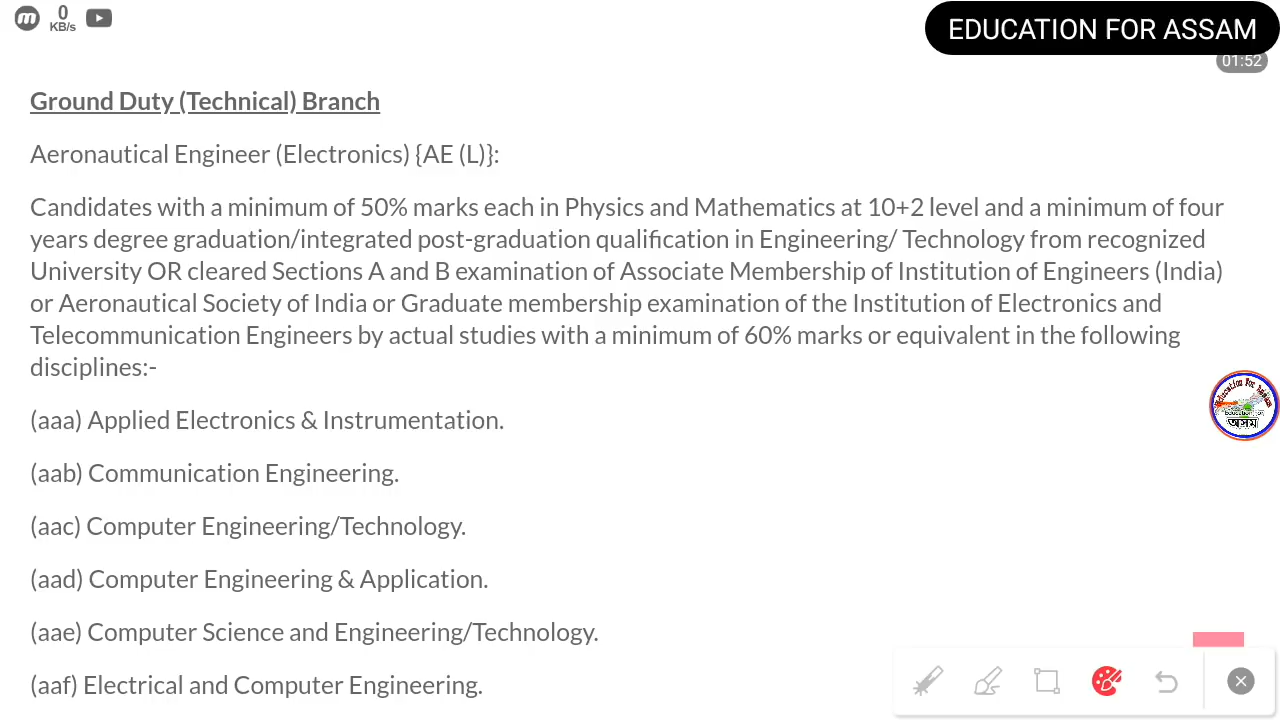 0
KB/s
EDUCATION FOR ASSAM
01:52
Ground Duty (Technical) Branch
Aeronautical Engineer (Electronics) {AE (L)}:
Candidates with a minimum of 50% marks each in Physics and Mathematics at 10+2 level and a minimum of four
years degree graduation/integrated post-graduation qualification in Engineering/ Technology from recognized
University OR cleared Sections A and B examination of Associate Membership of Institution of Engineers (India)
or Aeronautical Society of India or Graduate membership examination of the Institution of Electronics and
Telecommunication Engineers by actual studies with a minimum of 60% marks or equivalent in the following
disciplines:-
(aaa) Applied Electronics & Instrumentation.
Education For Assam
অসম
(aab) Communication Engineering.
(aac) Computer Engineering/Technology.
(aad) Computer Engineering & Application.
(aae) Computer Science and Engineering/Technology.
(aaf) Electrical and Computer Engineering.